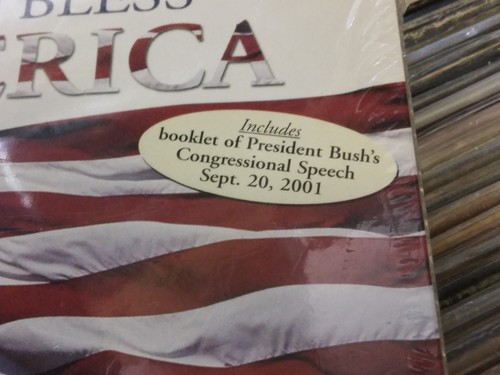 BLESS
ERICA
Includes
booklet of President Bush's
Congressional Speech
Sept. 20, 2001